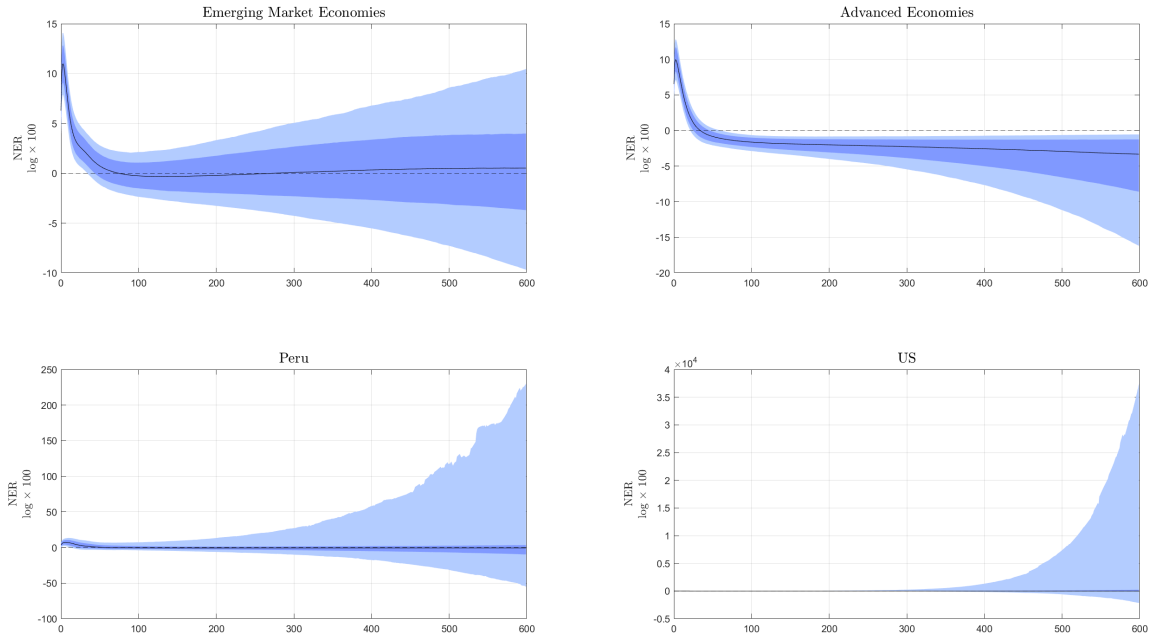 Emerging Market Economies
15
10
5
0
-5
-10
NER
log × 100
0 100 200 300 400 500 600
Advanced Economies
15
10
5
0
-5
-10
-15
-20
NER
log × 100
0 100 200 300 400 500 600
Peru
250
200
150
100
50
0
-50
-100
NER
log × 100
0 100 200 300 400 500 600
US
×10⁴
4
3.5
3
2.5
2
1.5
1
0.5
0
-0.5
NER
log × 100
0 100 200 300 400 500 600